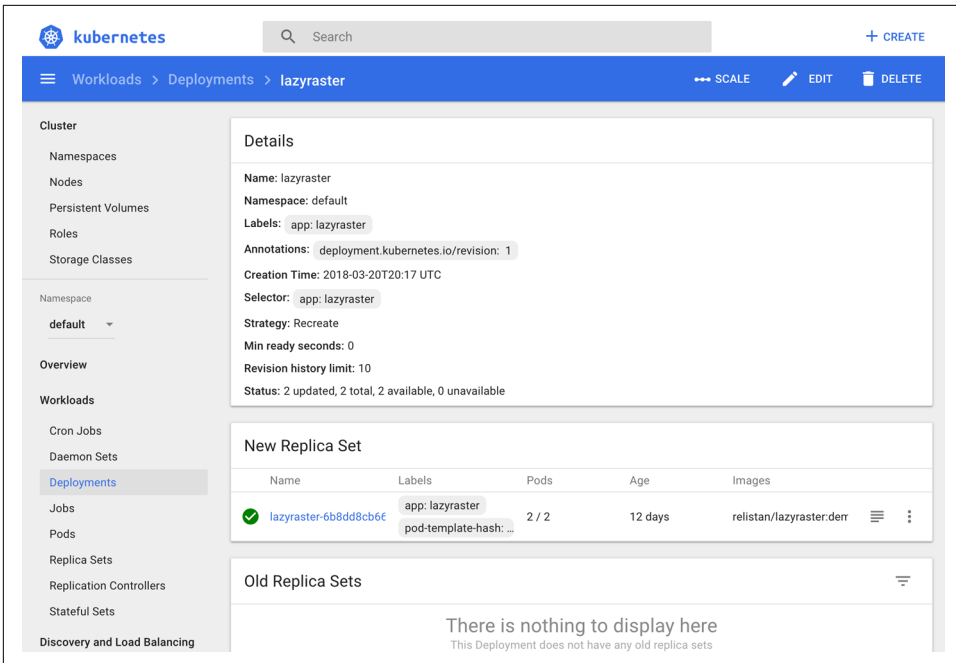 kubernetes
Search
+ CREATE
Workloads > Deployments > lazyraster
SCALE
EDIT
DELETE
Cluster
Namespaces
Nodes
Persistent Volumes
Roles
Storage Classes
Namespace
default
Overview
Workloads
Cron Jobs
Daemon Sets
Deployments
Jobs
Pods
Replica Sets
Replication Controllers
Stateful Sets
Discovery and Load Balancing
Details
Name: lazyraster
Namespace: default
Labels: app: lazyraster
Annotations: deployment.kubernetes.io/revision: 1
Creation Time: 2018-03-20T20:17 UTC
Selector: app: lazyraster
Strategy: Recreate
Min ready seconds: 0
Revision history limit: 10
Status: 2 updated, 2 total, 2 available, 0 unavailable
New Replica Set
Name Labels Pods Age Images
lazyraster-6b8dd8cb66 app: lazyraster pod-template-hash: … 2 / 2 12 days relistan/lazyraster:dem
Old Replica Sets
There is nothing to display here
This Deployment does not have any old replica sets